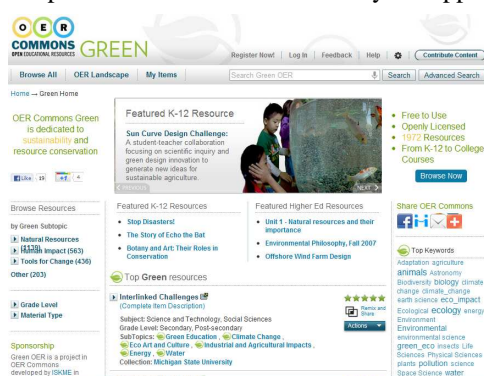 OER
COMMONS
OPEN EDUCATIONAL RESOURCES
GREEN
Register Now! Log In Feedback Help Contribute Content
Browse All OER Landscape My Items
Search Green OER Search Advanced Search
Home → Green Home
OER Commons Green
is dedicated to
sustainability and
resource conservation
Like 19 +1 4
Featured K-12 Resource
Sun Curve Design Challenge:
A student-teacher collaboration
focusing on scientific inquiry and
green design innovation to
generate new ideas for
sustainable agriculture.
PREVIOUS
NEXT
Free to Use
Openly Licensed
1972 Resources
From K-12 to College
Courses
Browse Now
Browse Resources
by Green Subtopic
Natural Resources
(1139)
Human Impact (563)
Tools for Change (436)
Other (203)
Grade Level
Material Type
Sponsorship
Green OER is a project in
OER Commons
developed by ISKME in
Featured K-12 Resources
Stop Disasters!
The Story of Echo the Bat
Botany and Art: Their Roles in
Conservation
Featured Higher Ed Resources
Unit 1 - Natural resources and their
importance
Environmental Philosophy, Fall 2007
Offshore Wind Farm Design
Top Green resources
Interlinked Challenges
(Complete Item Description)
Subject: Science and Technology, Social Sciences
Grade Level: Secondary, Post-secondary
SubTopics: Green Education , Climate Change ,
Eco Art and Culture , Industrial and Agricultural Impacts ,
Energy , Water
Collection: Michigan State University
Remix and
Share
Actions
Share OER Commons
Top Keywords
Adaptation agriculture
animals Astronomy
Biodiversity biology climate
change climate_change
earth science eco_impact
Ecological ecology energy
Environment
Environmental
environmental science
green_eco insects Life
Sciences Physical Sciences
plants pollution science
Space Science water